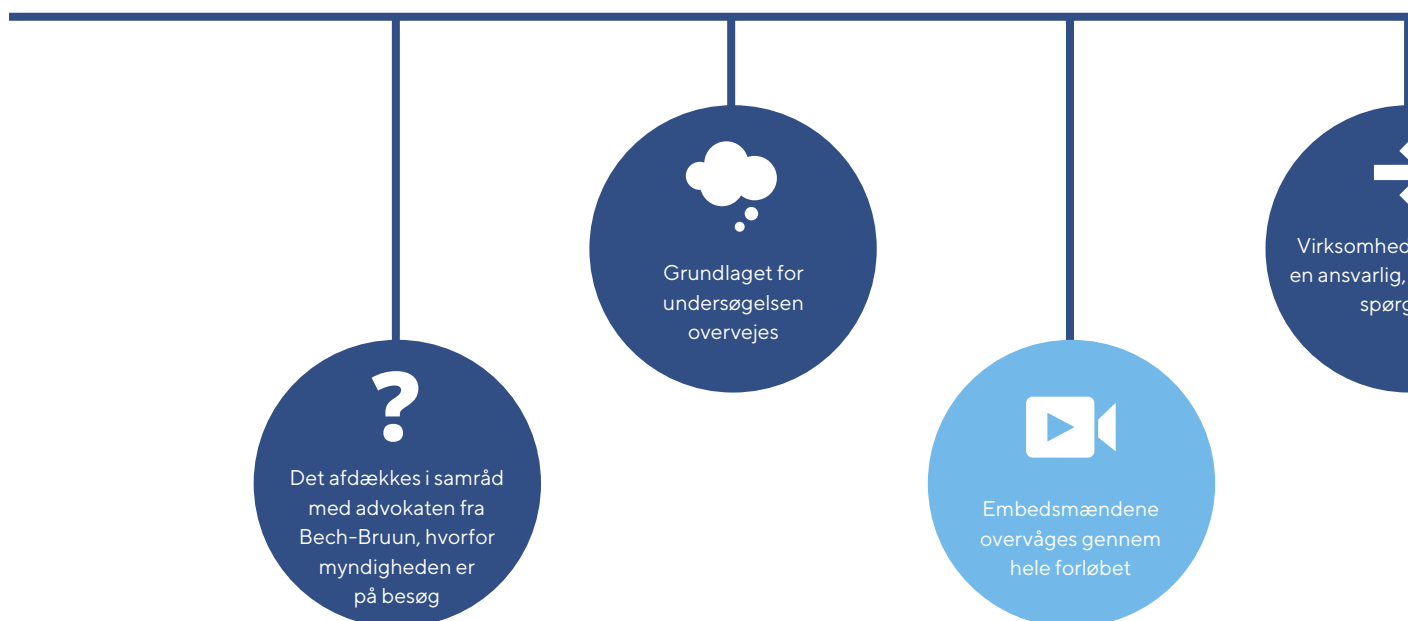 Det afdækkes i samråd
med advokaten fra
Bech-Bruun, hvorfor
myndigheden er
på besøg
Grundlaget for
undersøgelsen
overvejes
Embedsmændene
overvåges gennem
hele forløbet
en ansvarlig,